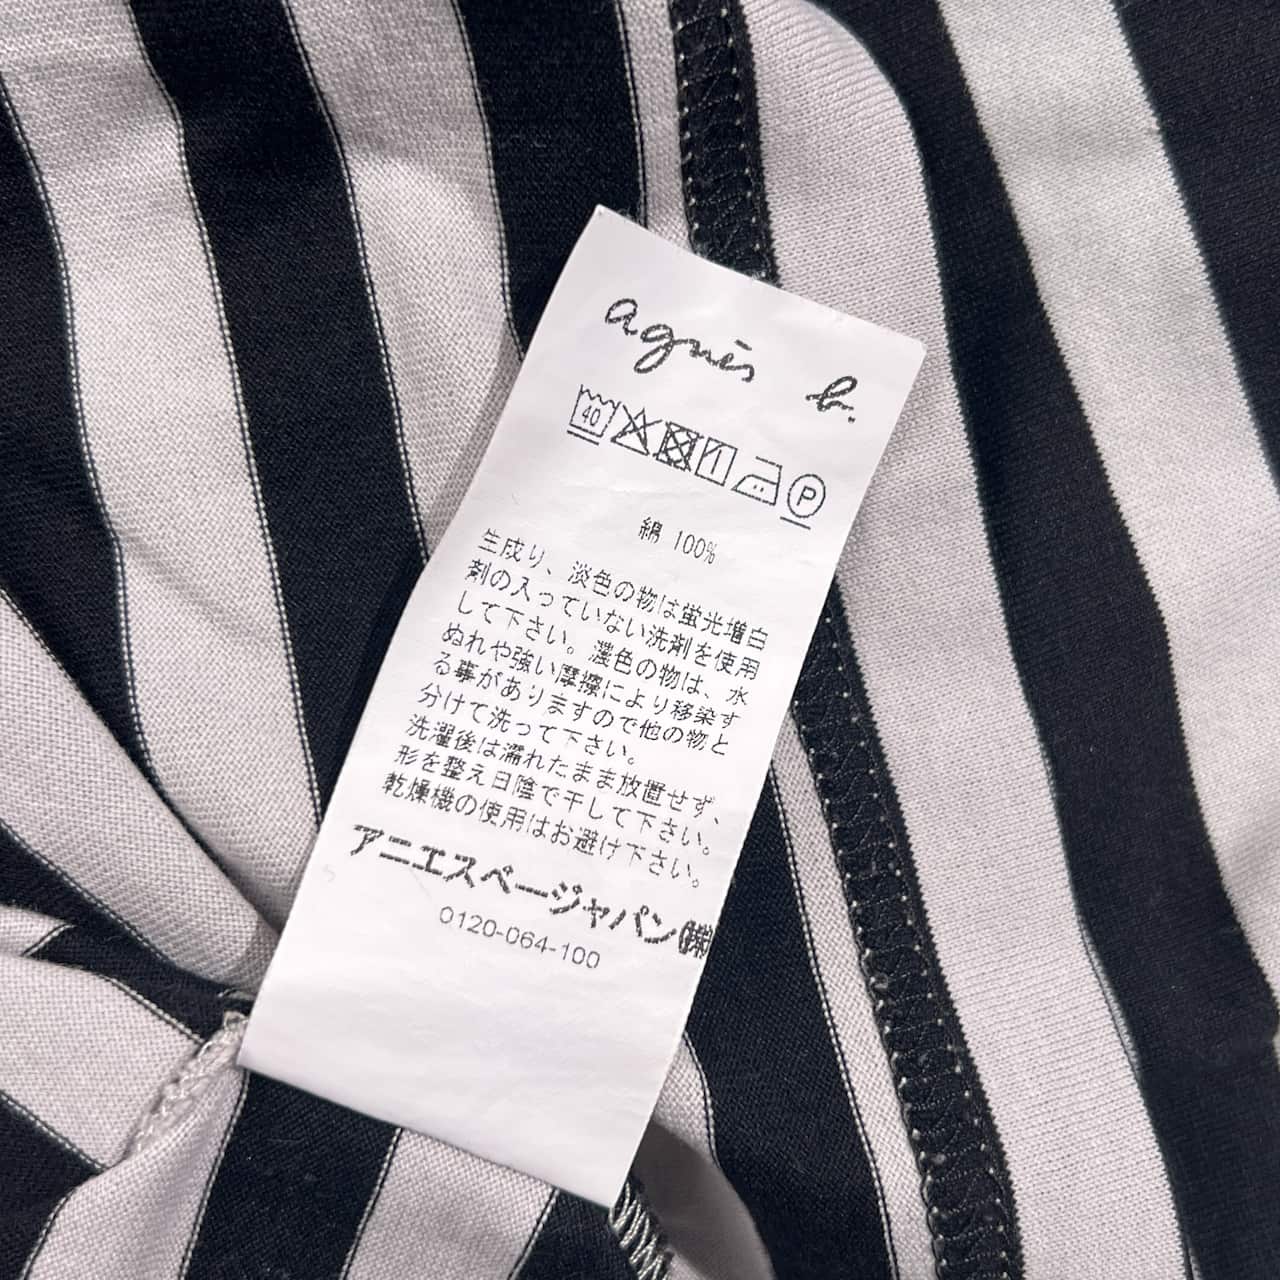 agnès b.
40
P
綿 100%
生成り、淡色の物は蛍光増白
剤の入っていない洗剤を使用
して下さい。濃色の物は、水
ぬれや強い摩擦により移染す
る事がありますので他の物と
分けて洗って下さい。
洗濯後は濡れたまま放置せず、
形を整え日陰で干して下さい。
乾燥機の使用はお避け下さい。
アニエスベージャパン(株)
0120-064-100